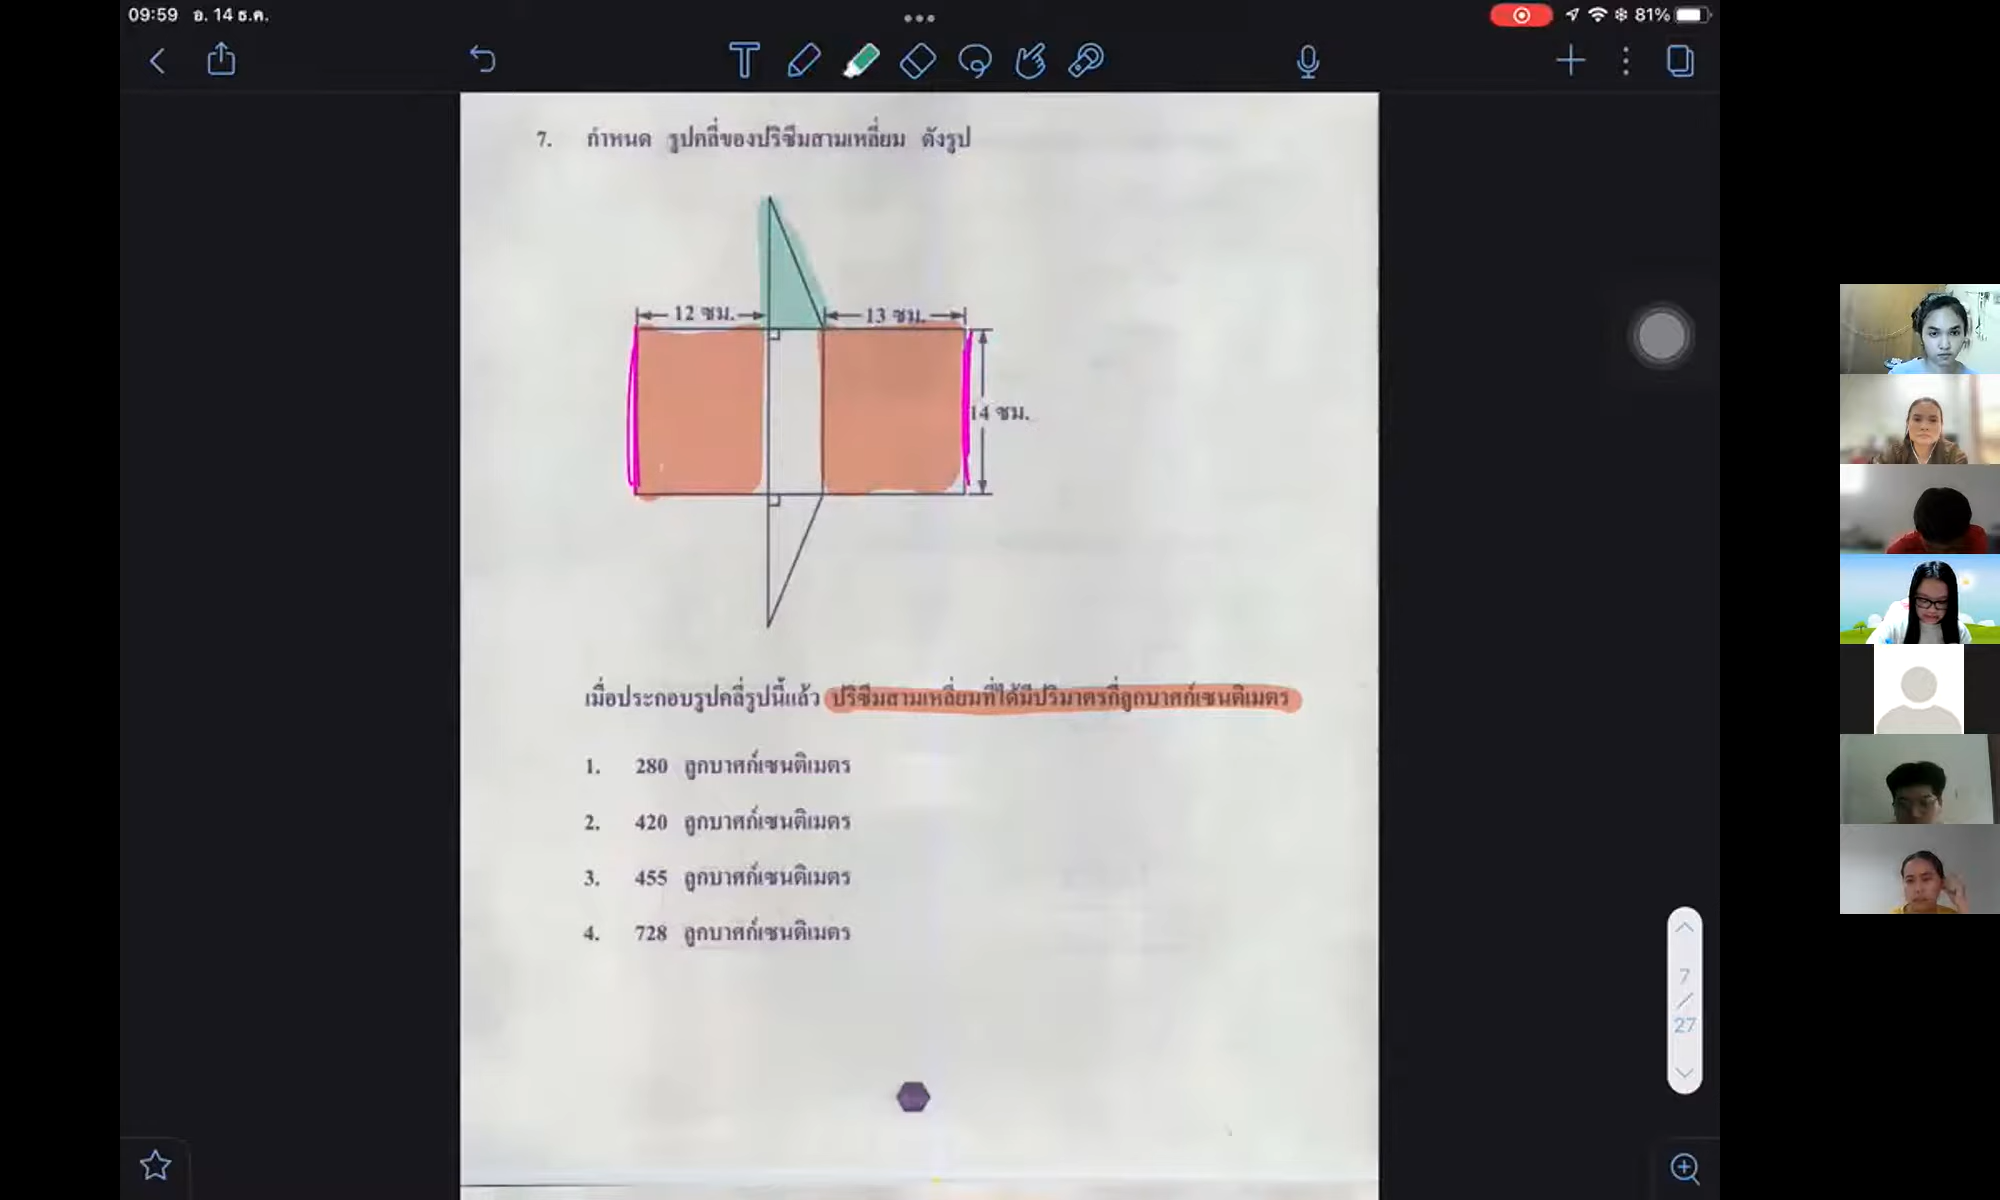 09:59 อ. 14 ธ.ค.
81%
7. กำหนด รูปคลี่ของปริซึมสามเหลี่ยม ดังรูป
12 ซม.
13 ซม.
14 ซม.
เมื่อประกอบรูปคลี่รูปนี้แล้ว ปริซึมสามเหลี่ยมที่ได้มีปริมาตรกี่ลูกบาศก์เซนติเมตร
1. 280 ลูกบาศก์เซนติเมตร
2. 420 ลูกบาศก์เซนติเมตร
3. 455 ลูกบาศก์เซนติเมตร
4. 728 ลูกบาศก์เซนติเมตร
7
/
27